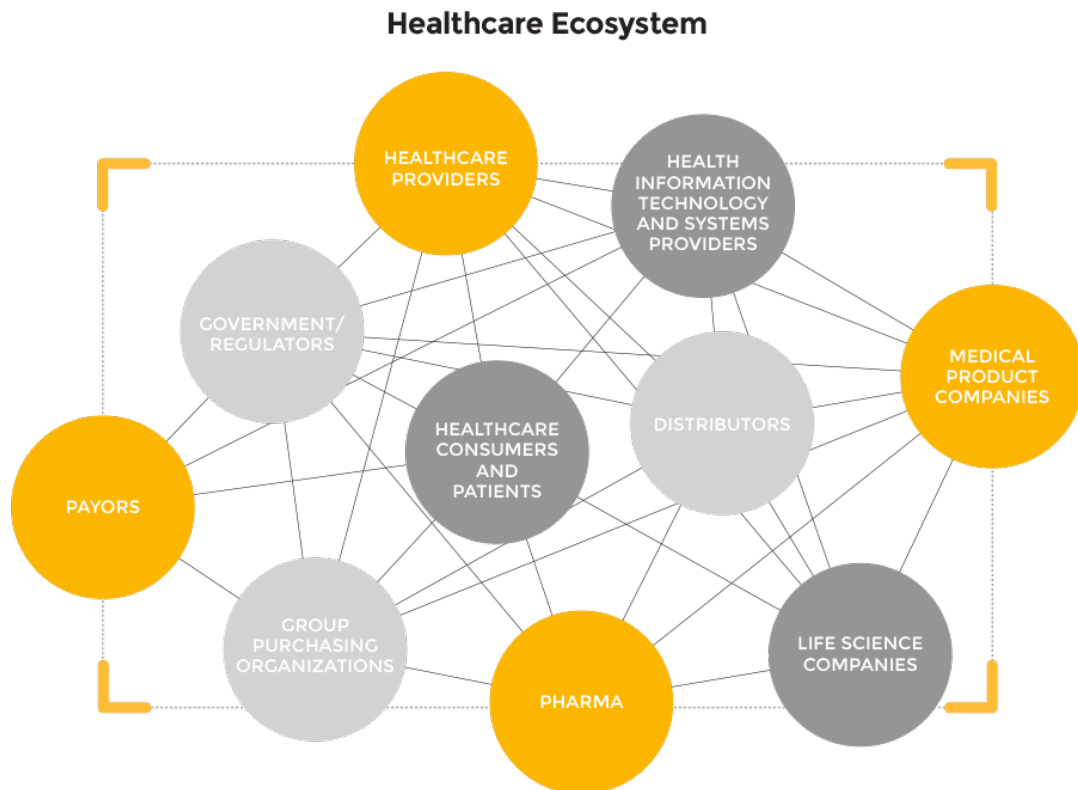 Healthcare Ecosystem
HEALTHCARE
PROVIDERS
HEALTH
INFORMATION
TECHNOLOGY
AND SYSTEMS
PROVIDERS
GOVERNMENT/
REGULATORS
MEDICAL
PRODUCT
COMPANIES
HEALTHCARE
CONSUMERS
AND
PATIENTS
DISTRIBUTORS
PAYORS
GROUP
PURCHASING
ORGANIZATIONS
PHARMA
LIFE SCIENCE
COMPANIES